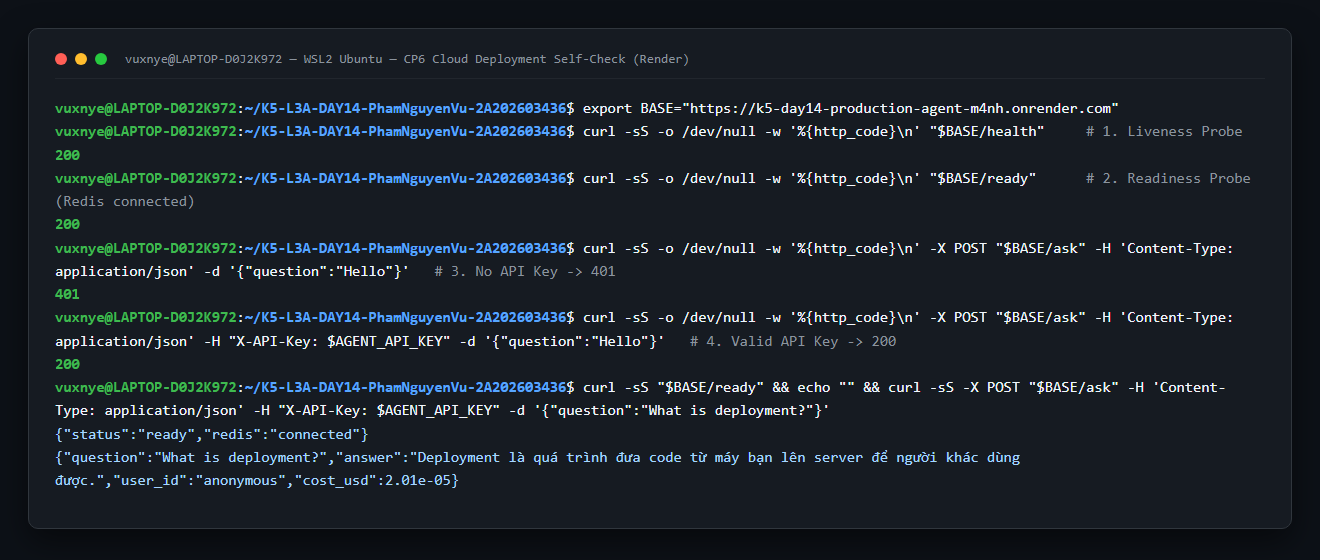 vuxnye@LAPTOP-D0J2K972 — WSL2 Ubuntu — CP6 Cloud Deployment Self-Check (Render)
vuxnye@LAPTOP-D0J2K972:~/K5-L3A-DAY14-PhamNguyenVu-2A202603436$ export BASE="https://k5-day14-production-agent-m4nh.onrender.com"
vuxnye@LAPTOP-D0J2K972:~/K5-L3A-DAY14-PhamNguyenVu-2A202603436$ curl -sS -o /dev/null -w '%{http_code}\n' "$BASE/health"     # 1. Liveness Probe
200
vuxnye@LAPTOP-D0J2K972:~/K5-L3A-DAY14-PhamNguyenVu-2A202603436$ curl -sS -o /dev/null -w '%{http_code}\n' "$BASE/ready"      # 2. Readiness Probe
(Redis connected)
200
vuxnye@LAPTOP-D0J2K972:~/K5-L3A-DAY14-PhamNguyenVu-2A202603436$ curl -sS -o /dev/null -w '%{http_code}\n' -X POST "$BASE/ask" -H 'Content-Type:
application/json' -d '{"question":"Hello"}'   # 3. No API Key -> 401
401
vuxnye@LAPTOP-D0J2K972:~/K5-L3A-DAY14-PhamNguyenVu-2A202603436$ curl -sS -o /dev/null -w '%{http_code}\n' -X POST "$BASE/ask" -H 'Content-Type:
application/json' -H "X-API-Key: $AGENT_API_KEY" -d '{"question":"Hello"}'   # 4. Valid API Key -> 200
200
vuxnye@LAPTOP-D0J2K972:~/K5-L3A-DAY14-PhamNguyenVu-2A202603436$ curl -sS "$BASE/ready" && echo "" && curl -sS -X POST "$BASE/ask" -H 'Content-
Type: application/json' -H "X-API-Key: $AGENT_API_KEY" -d '{"question":"What is deployment?"}'
{"status":"ready","redis":"connected"}
{"question":"What is deployment?","answer":"Deployment là quá trình đưa code từ máy bạn lên server để người khác dùng
được.","user_id":"anonymous","cost_usd":2.01e-05}